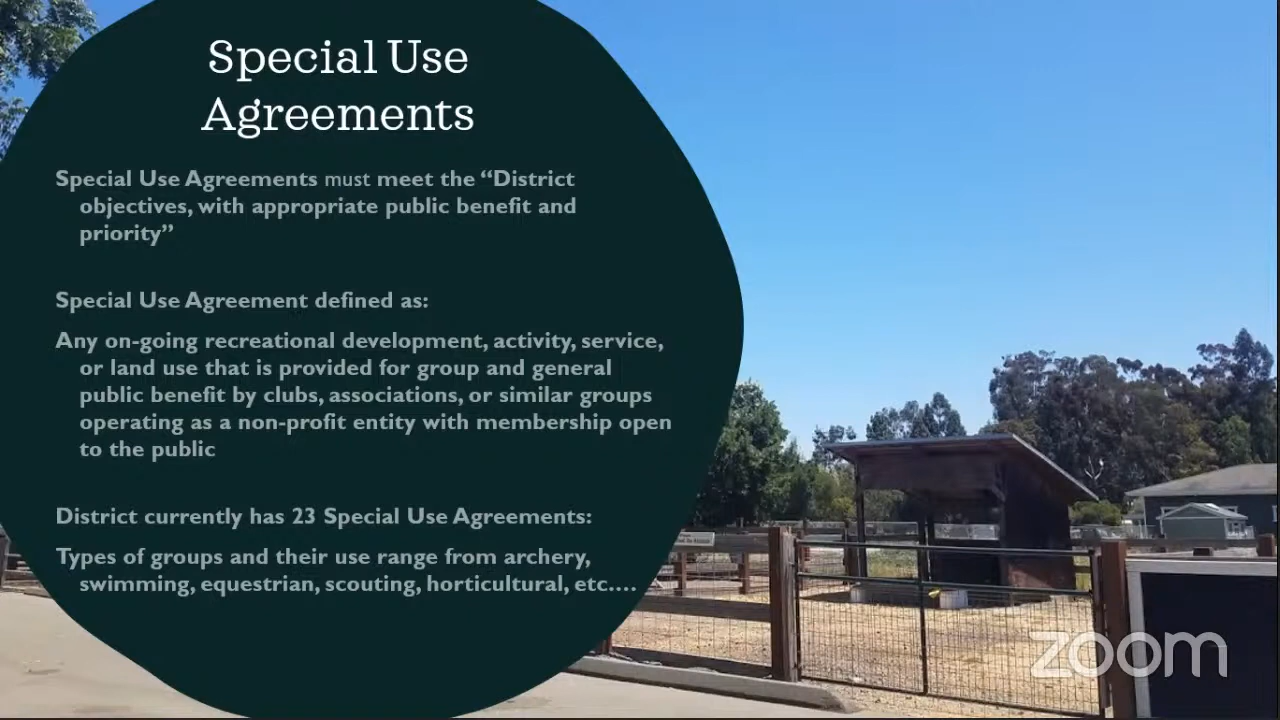 Special Use
Agreements
Special Use Agreements must meet the “District
objectives, with appropriate public benefit and
priority”
Special Use Agreement defined as:
Any on-going recreational development, activity, service,
or land use that is provided for group and general
public benefit by clubs, associations, or similar groups
operating as a non-profit entity with membership open
to the public
District currently has 23 Special Use Agreements:
Types of groups and their use range from archery,
swimming, equestrian, scouting, horticultural, etc....
zoom